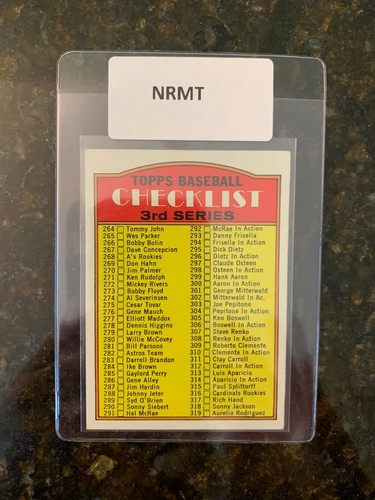 NRMT
TOPPS BASEBALL
CHECKLIST
3rd SERIES
264 Tommy John
265 Wes Parker
266 Bobby Bolin
267 Dave Concepcion
268 A's Rookies
269 Don Hahn
270 Jim Palmer
271 Ken Rudolph
272 Mickey Rivers
273 Bobby Floyd
274 Al Severinsen
275 Cesar Tovar
276 Gene Mauch
277 Elliott Maddox
278 Dennis Higgins
279 Larry Brown
280 Willie McCovey
281 Bill Parsons
282 Astros Team
283 Darrell Brandon
284 Ike Brown
285 Gaylord Perry
286 Gene Alley
287 Jim Hardin
288 Johnny Jeter
289 Syd O'Brien
290 Sonny Siebert
291 Hal McRae
292 McRae In Action
293 Danny Frisella
294 Frisella In Action
295 Dick Dietz
296 Dietz In Action
297 Claude Osteen
298 Osteen In Action
299 Hank Aaron
300 Aaron In Action
301 George Mitterwald
302 Mitterwald In Ac.
303 Joe Pepitone
304 Pepitone In Action
305 Ken Boswell
306 Boswell In Action
307 Steve Renko
308 Renko In Action
309 Roberto Clemente
310 Clemente In Action
311 Clay Carroll
312 Carroll In Action
313 Luis Aparicio
314 Aparicio In Action
315 Paul Splittorff
316 Cardinals Rookies
317 Rich Hand
318 Sonny Jackson
319 Aurelio Rodriguez